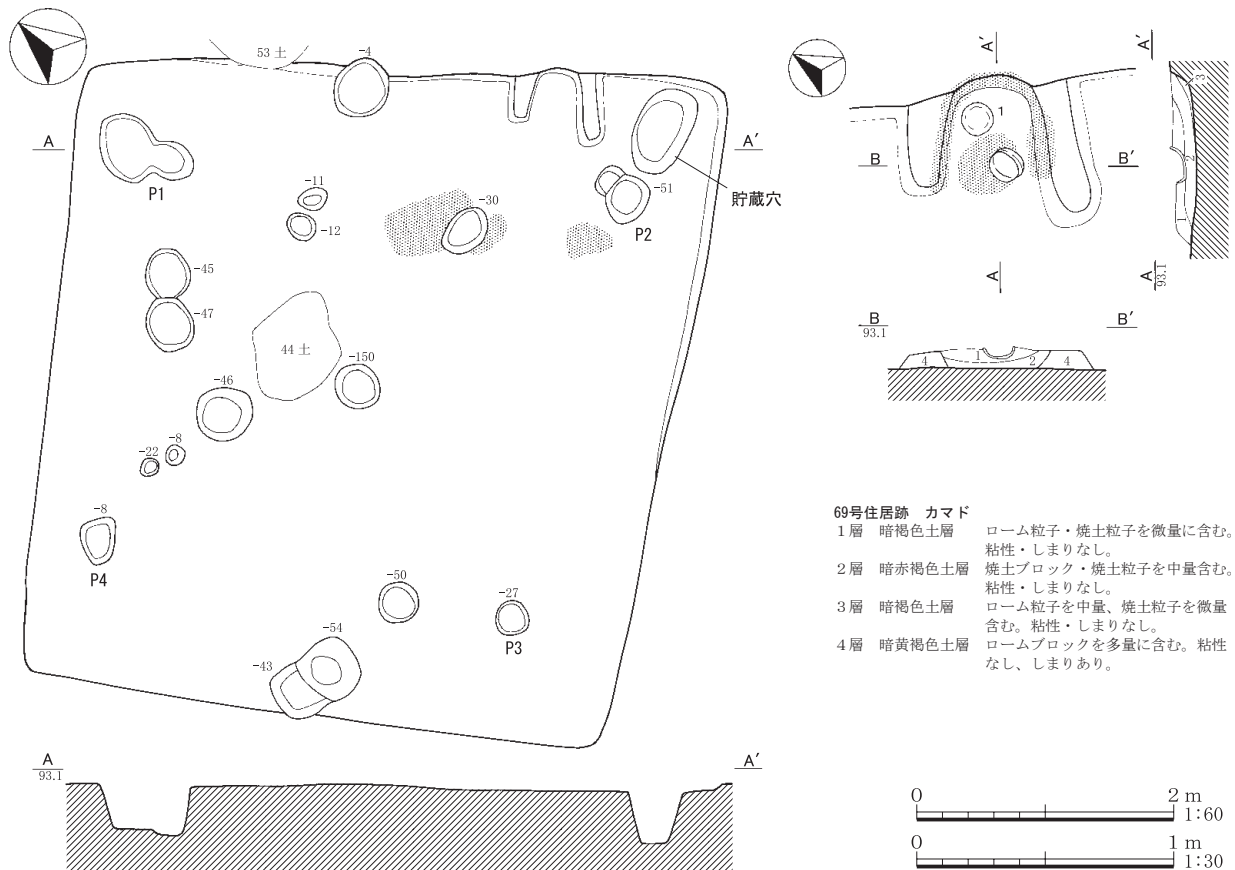 53 土
-4
A
A′
P1
-11
-12
-30
-51
P2
貯蔵穴
-45
-47
44 土
-150
-46
-22
-8
-8
P4
-50
-27
P3
-54
-43
A
93.1
A′
A′
A′
1
B
B′
3
2
1
A
A
93.1
B
93.1
B′
4
1
2
4
69号住居跡　カマド
1層　暗褐色土層　ローム粒子・焼土粒子を微量に含む。
粘性・しまりなし。
2層　暗赤褐色土層　焼土ブロック・焼土粒子を中量含む。
粘性・しまりなし。
3層　暗褐色土層　ローム粒子を中量、焼土粒子を微量
含む。粘性・しまりなし。
4層　暗黄褐色土層　ロームブロックを多量に含む。粘性
なし、しまりあり。
0 2 m
1:60
0 1 m
1:30